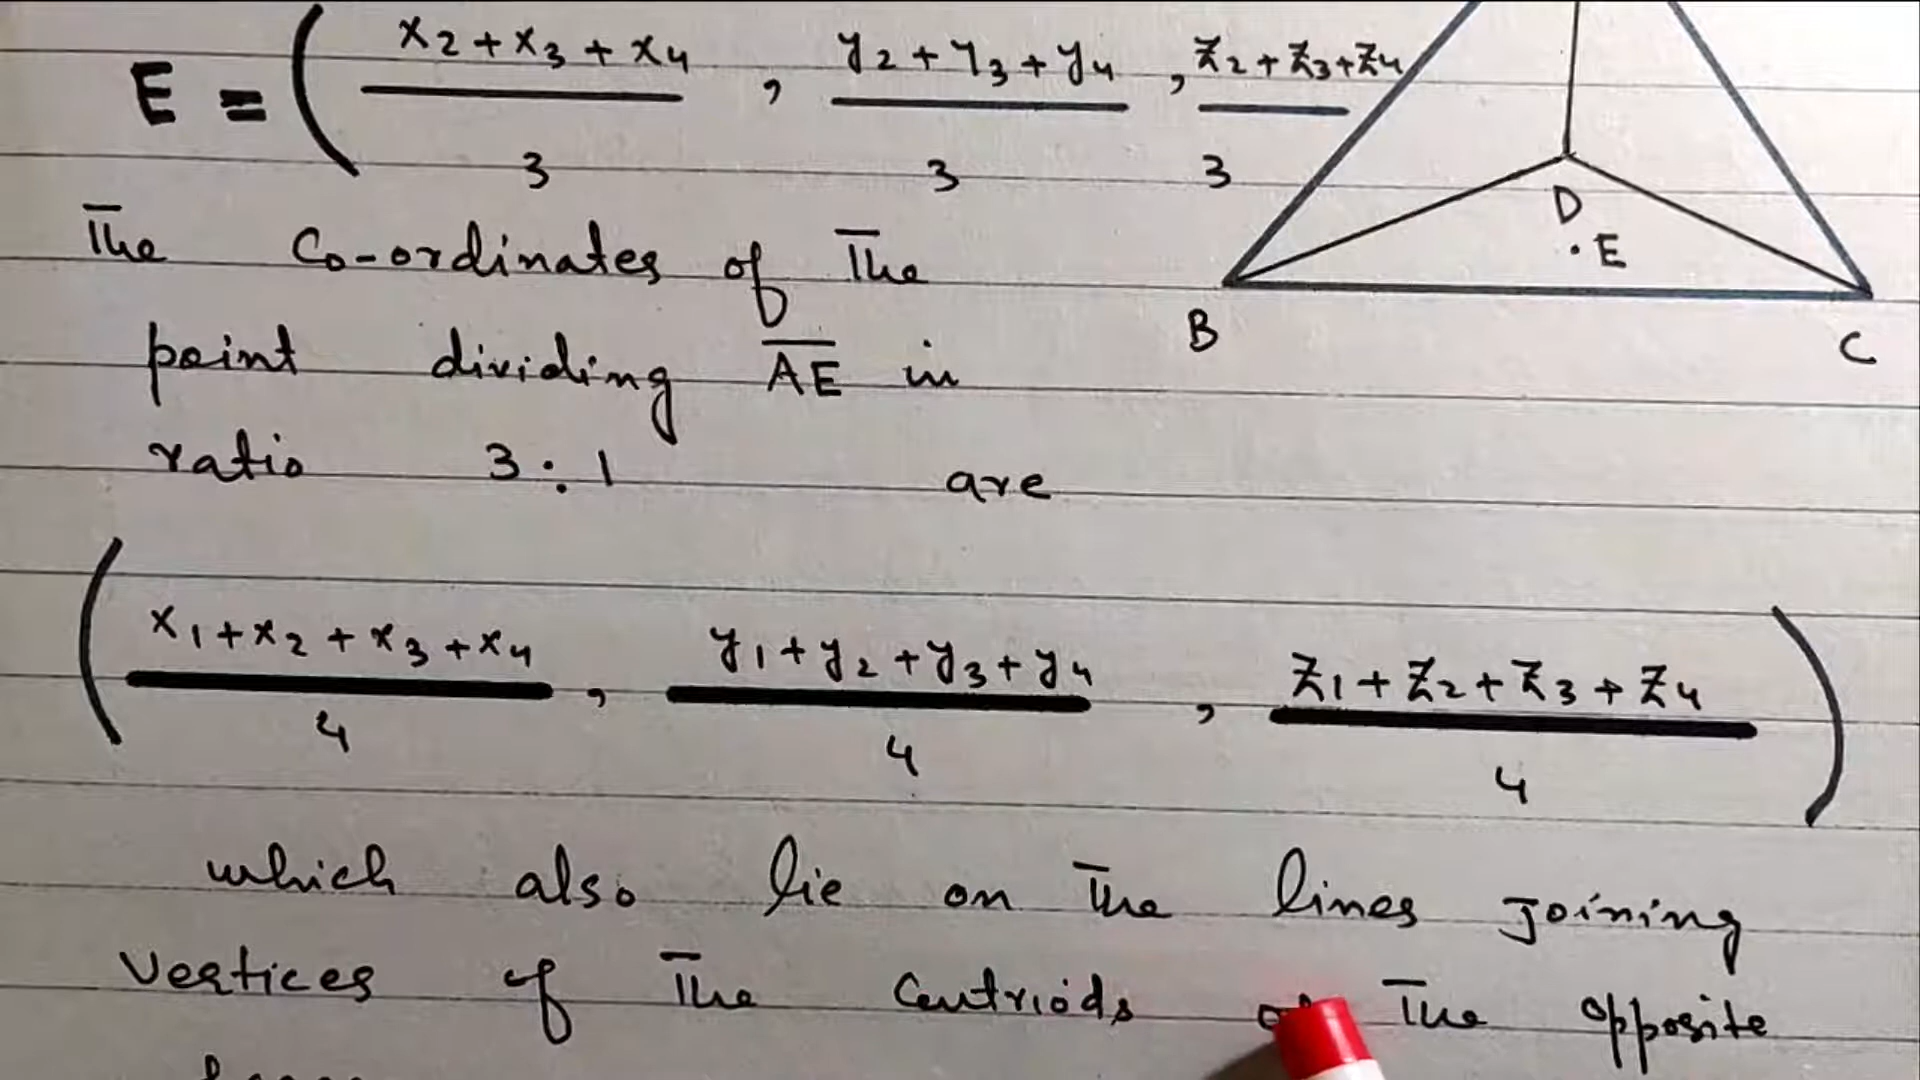 E = ( x2 + x3 + x4 / 3 , y2 + y3 + y4 / 3 , z2 + z3 + z4 / 3
D
. E
B
C
The Co-ordinates of The
point dividing AE in
ratio 3 : 1 are
( x1 + x2 + x3 + x4 / 4 , y1 + y2 + y3 + y4 / 4 , z1 + z2 + z3 + z4 / 4 )
which also lie on The lines Joining
Vertices of The Centriods The opposite